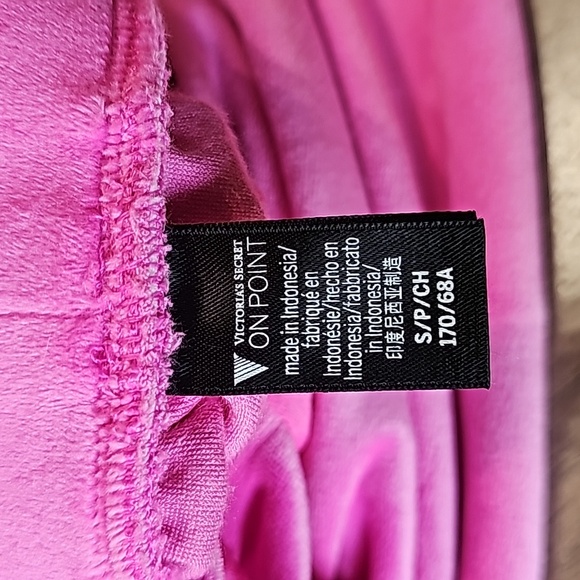 VICTORIA'S SECRET
ON POINT
made in Indonesia/
fabriqué en
Indonésie/hecho en
Indonesia/fabbricato
in Indonesia/
印度尼西亚制造
S/P/CH
170/68A